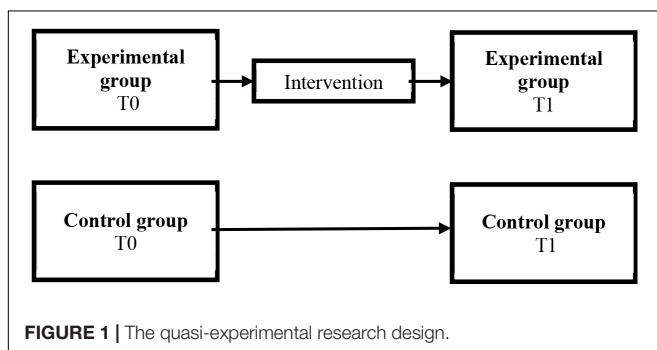 Experimental
group
T0
Intervention
Experimental
group
T1
Control group
T0
Control group
T1
FIGURE 1 | The quasi-experimental research design.